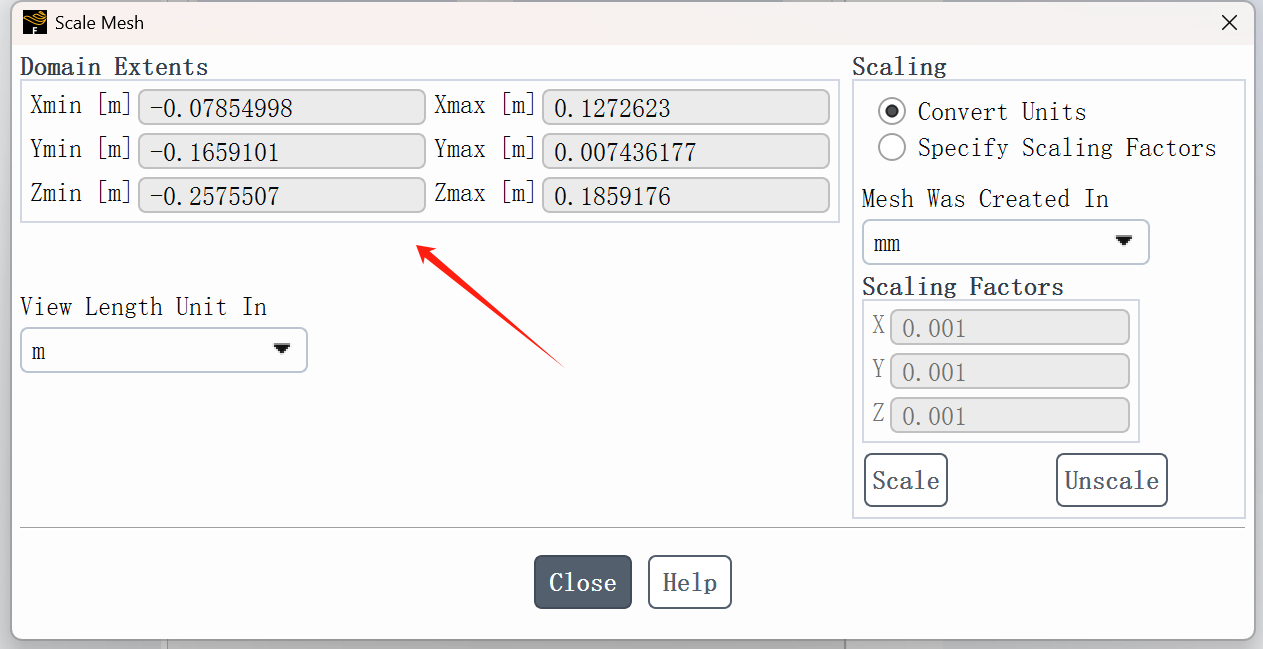 Scale Mesh
Domain Extents
Xmin [m] -0.07854998 Xmax [m] 0.1272623
Ymin [m] -0.1659101 Ymax [m] 0.007436177
Zmin [m] -0.2575507 Zmax [m] 0.1859176
View Length Unit In
m
Scaling
Convert Units
Specify Scaling Factors
Mesh Was Created In
mm
Scaling Factors
X 0.001
Y 0.001
Z 0.001
Scale Unscale
Close Help